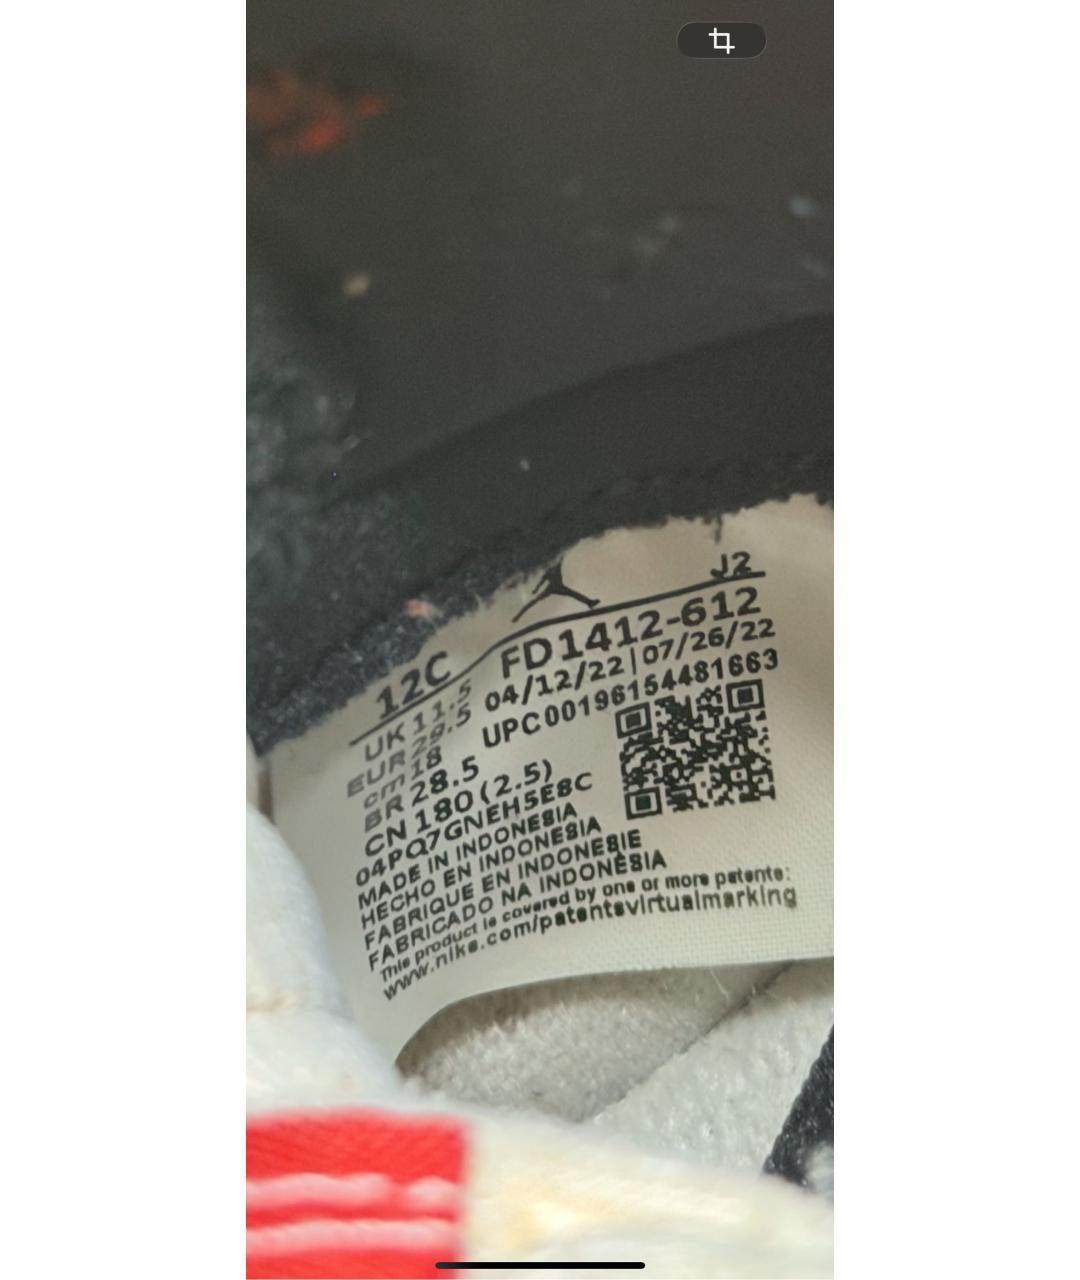 J2
12C FD1412-612
UK 11.5 04/12/22|07/26/22
EUR 29.5 UPC00196154481663
cm 18
BR 28.5
CN 180(2.5)
04PQ7GNEH5E8C
MADE IN INDONESIA
HECHO EN INDONESIA
FABRIQUE EN INDONESIE
FABRICADO NA INDONÉSIA
This product is covered by one or more patents:
www.nike.com/patentsvirtualmarking